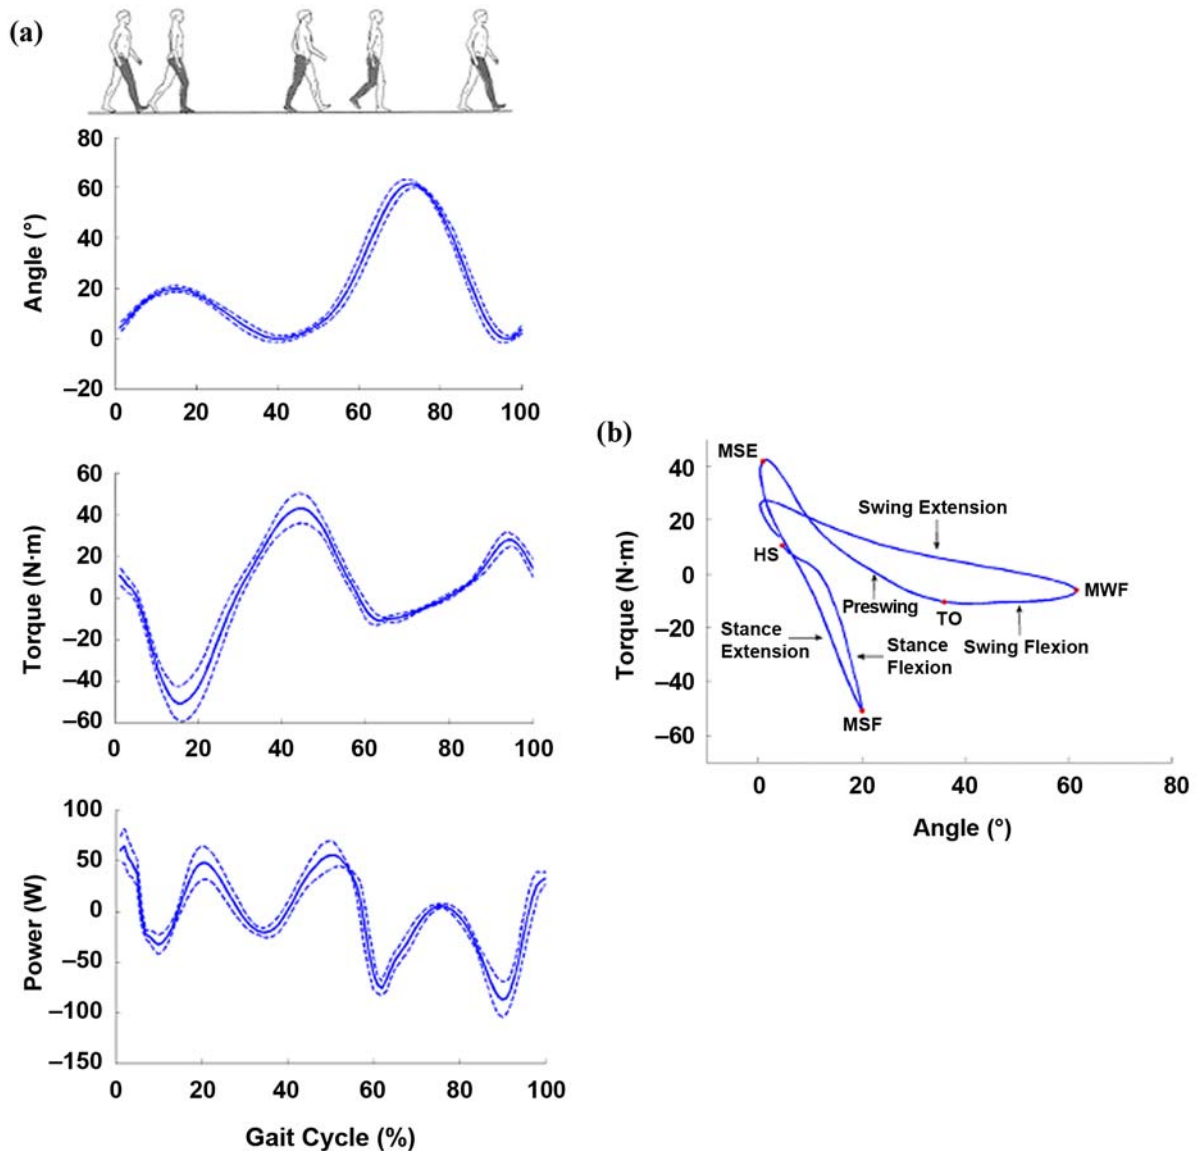 (a)
80
60
40
20
0
–20
Angle (°)
0 20 40 60 80 100
60
40
20
0
–20
–40
–60
Torque (N·m)
0 20 40 60 80 100
100
50
0
–50
–100
–150
Power (W)
0 20 40 60 80 100
Gait Cycle (%)
(b)
40
20
0
–20
–40
–60
Torque (N·m)
MSE
HS
Swing Extension
MWF
Preswing
TO
Swing Flexion
Stance
Extension
Stance
Flexion
MSF
0 20 40 60 80
Angle (°)